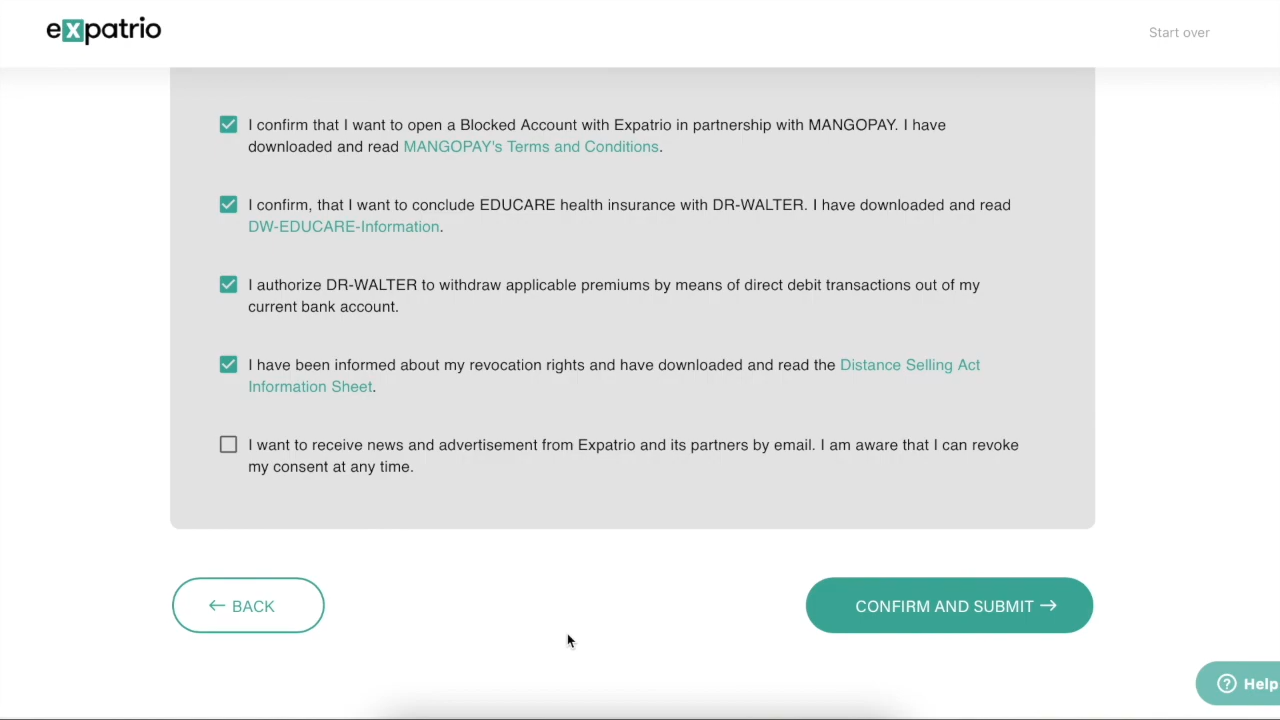 expatrio
Start over
I confirm that I want to open a Blocked Account with Expatrio in partnership with MANGOPAY. I have
downloaded and read MANGOPAY's Terms and Conditions.
I confirm, that I want to conclude EDUCARE health insurance with DR-WALTER. I have downloaded and read
DW-EDUCARE-Information.
I authorize DR-WALTER to withdraw applicable premiums by means of direct debit transactions out of my
current bank account.
I have been informed about my revocation rights and have downloaded and read the Distance Selling Act
Information Sheet.
I want to receive news and advertisement from Expatrio and its partners by email. I am aware that I can revoke
my consent at any time.
← BACK
CONFIRM AND SUBMIT →
? Help